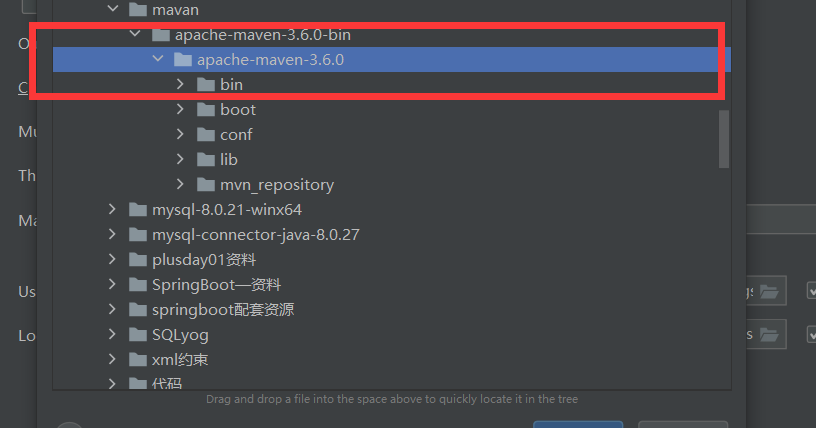 mavan
apache-maven-3.6.0-bin
apache-maven-3.6.0
bin
boot
Mu
conf
Th
lib
mvn_repository
Ma
mysql-8.0.21-winx64
mysql-connector-java-8.0.27
plusday01资料
Us
SpringBoot—资料
springboot配套资源
Lo
SQLyog
xml约束
代码
Drag and drop a file into the space above to quickly locate it in the tree